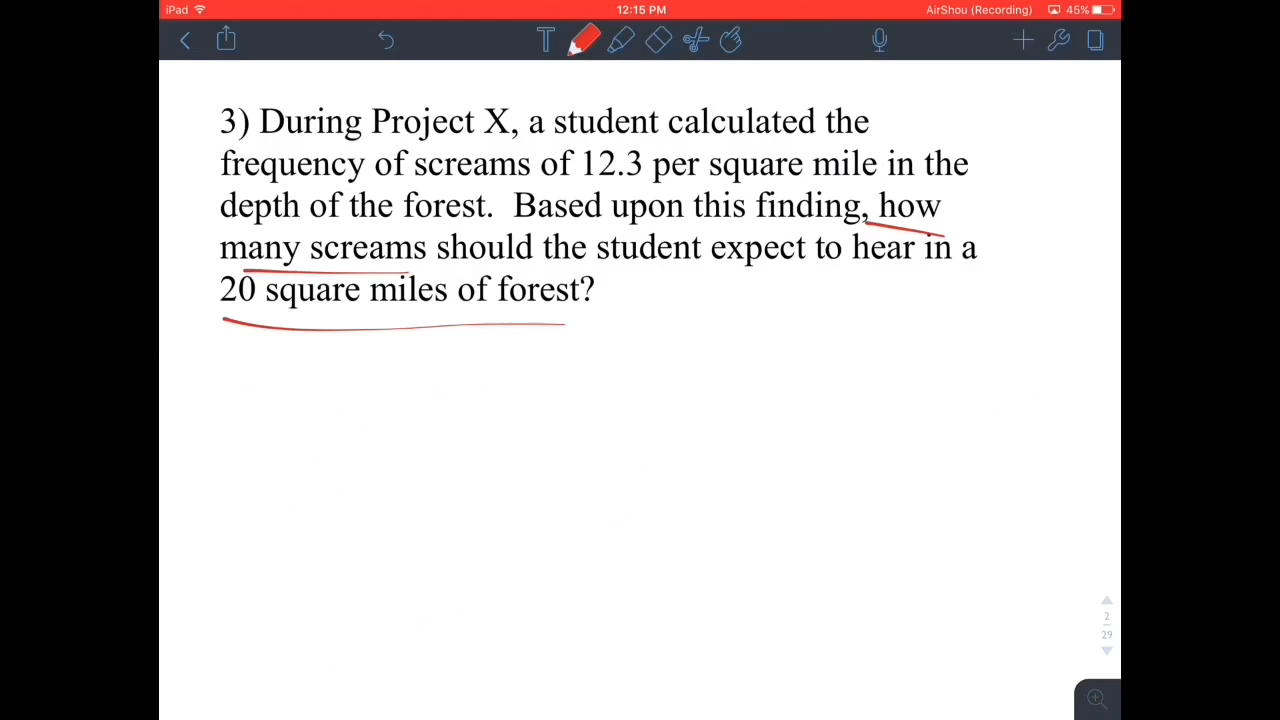 iPad 12:15 PM AirShou (Recording) 45%
T
3) During Project X, a student calculated the
frequency of screams of 12.3 per square mile in the
depth of the forest. Based upon this finding, how
many screams should the student expect to hear in a
20 square miles of forest?
2
29